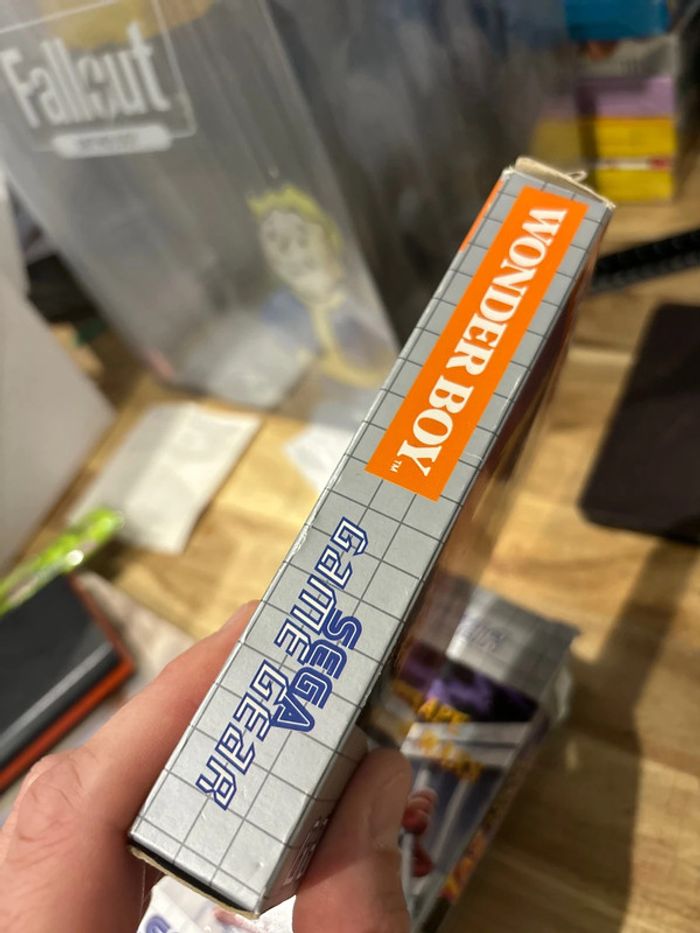 Fallout
WONDER BOY™
SEGA
GAME GEAR